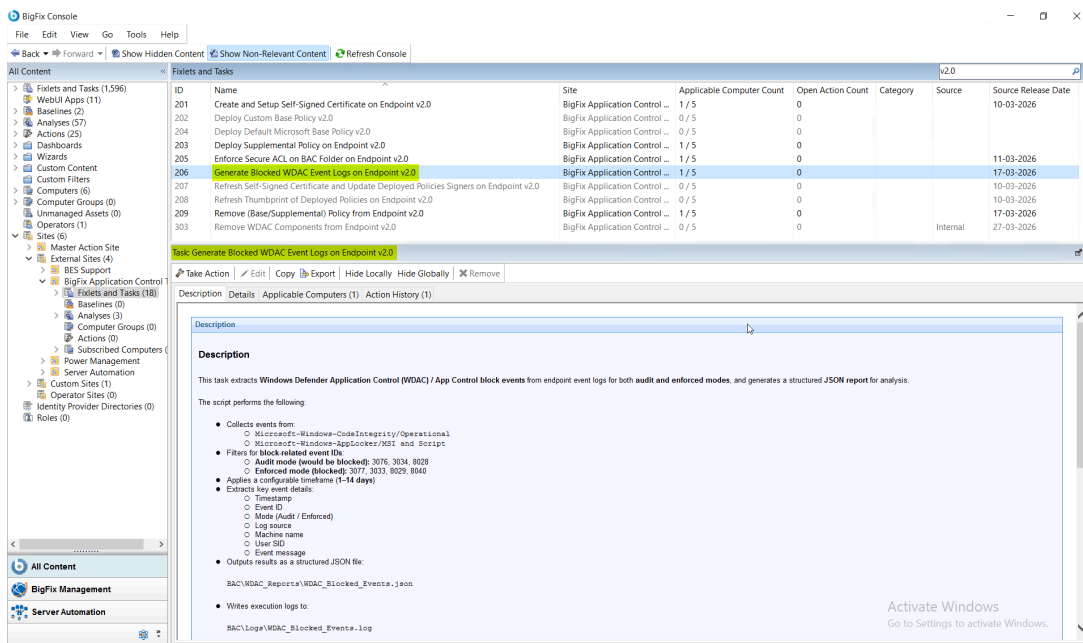 BigFix Console
File Edit View Go Tools Help
Back Forward Show Hidden Content Show Non-Relevant Content Refresh Console
All Content «
Fixlets and Tasks (1,596)
WebUI Apps (11)
Baselines (2)
Analyses (57)
Actions (25)
Dashboards
Wizards
Custom Content
Custom Filters
Computers (6)
Computer Groups (0)
Unmanaged Assets (0)
Operators (1)
Sites (6)
Master Action Site
External Sites (4)
BES Support
BigFix Application Control
Fixlets and Tasks (18)
Baselines (0)
Analyses (3)
Computer Groups (0)
Actions (0)
Subscribed Computers (
Power Management
Server Automation
Custom Sites (1)
Operator Sites (0)
Identity Provider Directories (0)
Roles (0)
All Content
BigFix Management
Server Automation
Fixlets and Tasks v2.0
ID Name Site Applicable Computer Count Open Action Count Category Source Source Release Date
201 Create and Setup Self-Signed Certificate on Endpoint v2.0 BigFix Application Control ... 1 / 5 0 10-03-2026
202 Deploy Custom Base Policy v2.0 BigFix Application Control ... 0 / 5 0
204 Deploy Default Microsoft Base Policy v2.0 BigFix Application Control ... 0 / 5 0
203 Deploy Supplemental Policy on Endpoint v2.0 BigFix Application Control ... 1 / 5 0
205 Enforce Secure ACL on BAC Folder on Endpoint v2.0 BigFix Application Control ... 1 / 5 0 11-03-2026
206 Generate Blocked WDAC Event Logs on Endpoint v2.0 BigFix Application Control ... 1 / 5 0 17-03-2026
207 Refresh Self-Signed Certificate and Update Deployed Policies Signers on Endpoint v2.0 BigFix Application Control ... 0 / 5 0 10-03-2026
208 Refresh Thumbprint of Deployed Policies on Endpoint v2.0 BigFix Application Control ... 0 / 5 0 10-03-2026
209 Remove (Base/Supplemental) Policy from Endpoint v2.0 BigFix Application Control ... 1 / 5 0 17-03-2026
303 Remove WDAC Components from Endpoint v2.0 BigFix Application Control ... 0 / 5 0 Internal 27-03-2026
Task: Generate Blocked WDAC Event Logs on Endpoint v2.0
Take Action Edit Copy Export Hide Locally Hide Globally Remove
Description Details Applicable Computers (1) Action History (1)
Description
Description
This task extracts Windows Defender Application Control (WDAC) / App Control block events from endpoint event logs for both audit and enforced modes, and generates a structured JSON report for analysis.
The script performs the following:
Collects events from:
Microsoft-Windows-CodeIntegrity/Operational
Microsoft-Windows-AppLocker/MSI and Script
Filters for block-related event IDs:
Audit mode (would be blocked): 3076, 3034, 8028
Enforced mode (blocked): 3077, 3033, 8029, 8040
Applies a configurable timeframe (1–14 days)
Extracts key event details:
Timestamp
Event ID
Mode (Audit / Enforced)
Log source
Machine name
User SID
Event message
Outputs results as a structured JSON file:
BAC\WDAC_Reports\WDAC_Blocked_Events.json
Writes execution logs to:
BAC\Logs\WDAC_Blocked_Events.log
Activate Windows
Go to Settings to activate Windows.